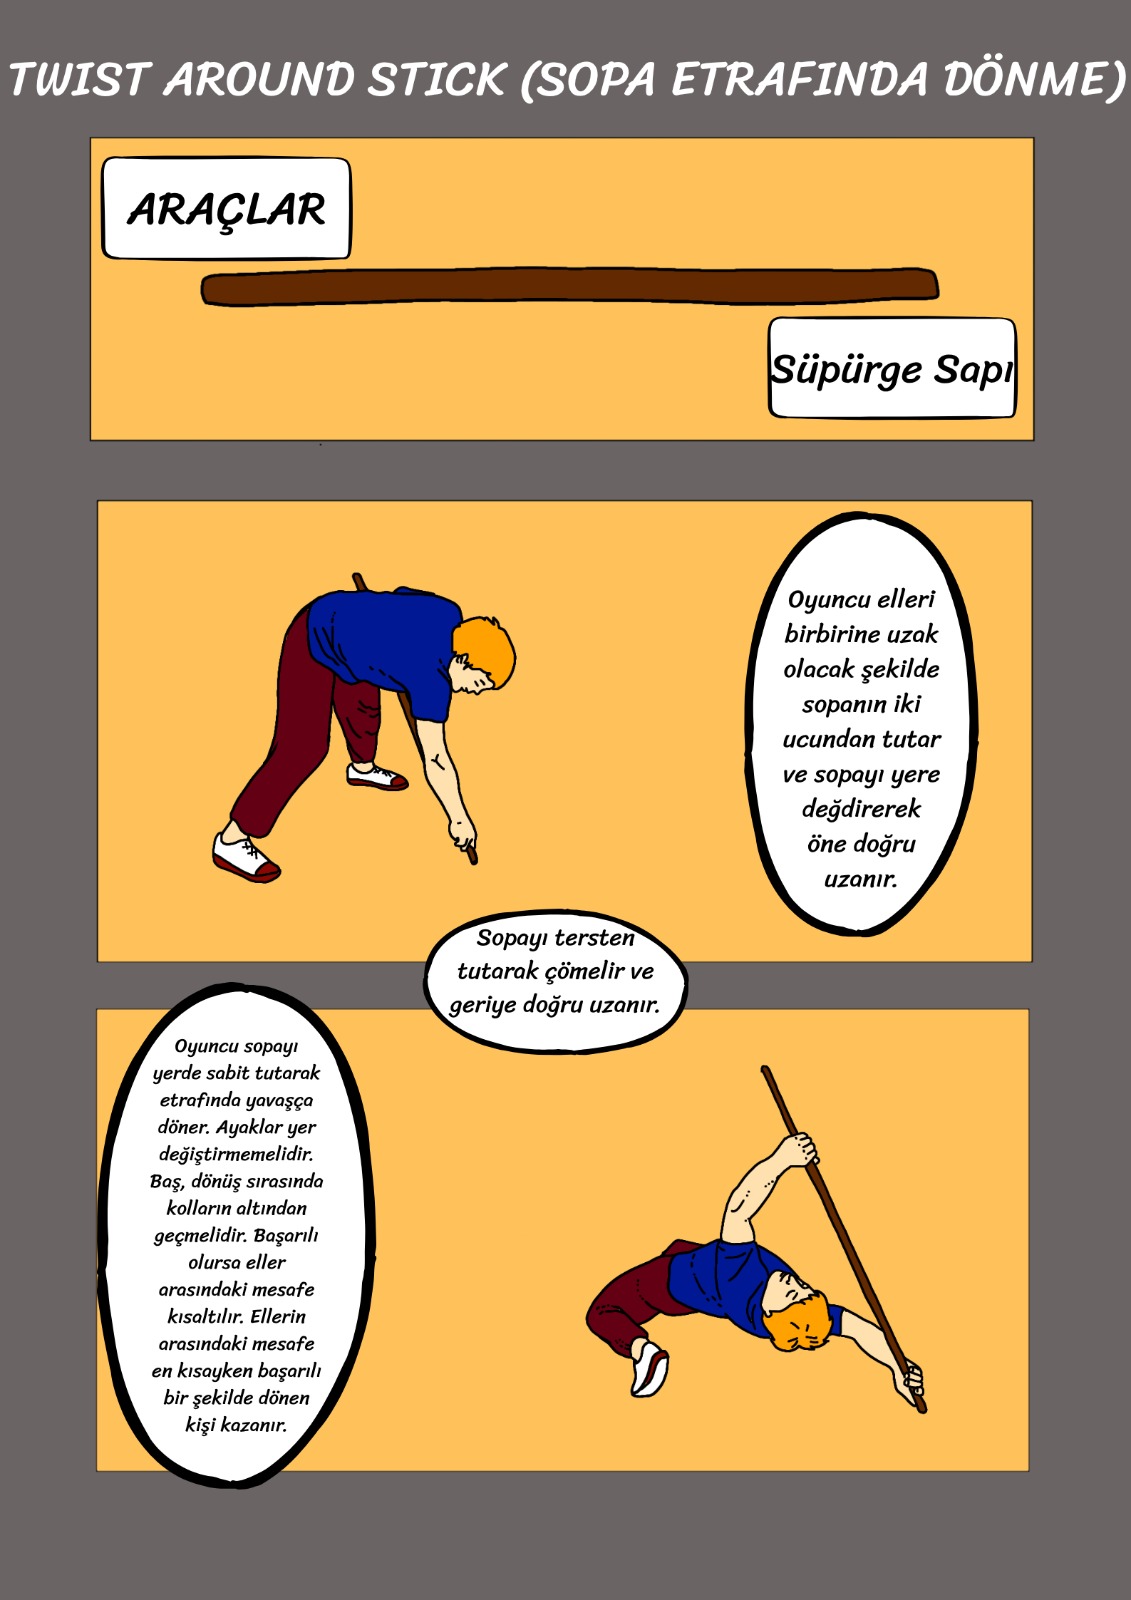 TWIST AROUND STICK (SOPA ETRAFINDA DÖNME)
ARAÇLAR
Süpürge Sapı
Oyuncu elleri
birbirine uzak
olacak şekilde
sopanın iki
ucundan tutar
ve sopayı yere
değdirerek
öne doğru
uzanır.
Sopayı tersten
tutarak çömelir ve
geriye doğru uzanır.
Oyuncu sopayı
yerde sabit tutarak
etrafında yavaşça
döner. Ayaklar yer
değiştirmemelidir.
Baş, dönüş sırasında
kolların altından
geçmelidir. Başarılı
olursa eller
arasındaki mesafe
kısaltılır. Ellerin
arasındaki mesafe
en kısayken başarılı
bir şekilde dönen
kişi kazanır.